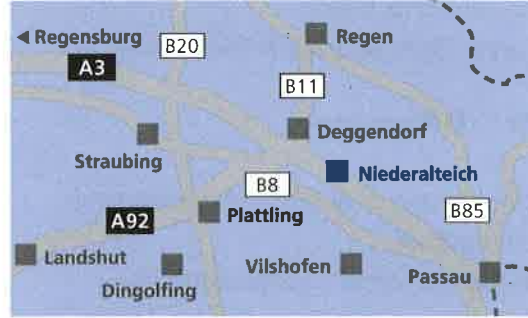 Regensburg
B20
Regen
A3
B11
Deggendorf
Straubing
Niederalteich
B8
B85
A92
Plattling
Landshut
Vilshofen
Passau
Dingolfing